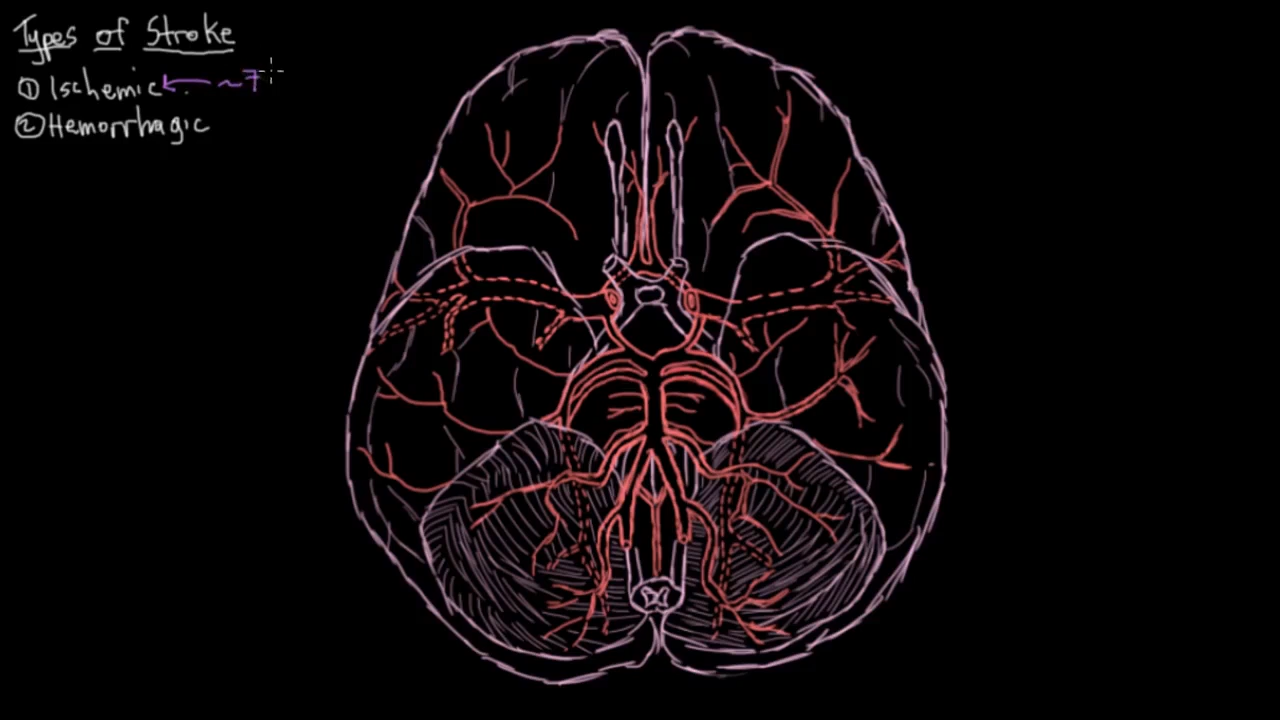 Types of Stroke
① Ischemic ← ~7
② Hemorrhagic